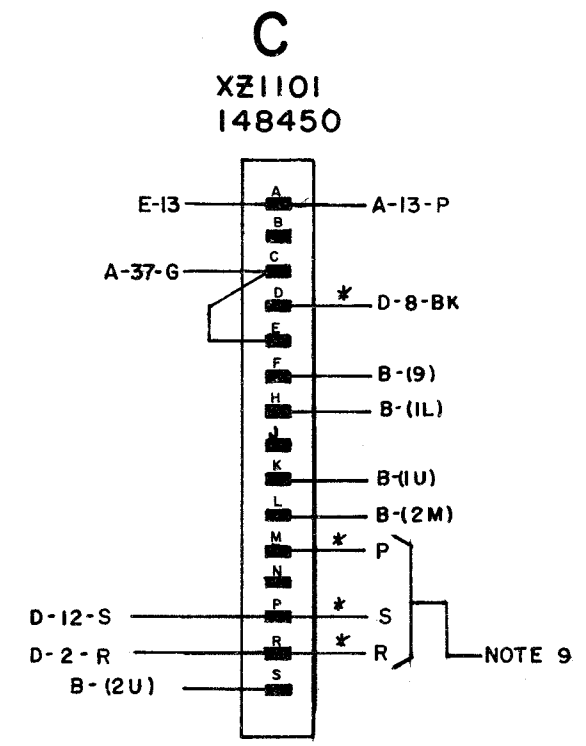 C
XZ1101
148450
A
E-13 A-13-P
B
C
A-37-G
D
* D-8-BK
E
F
B-(9)
H
B-(1L)
J
K
B-(1U)
L
B-(2M)
M
* P
N
P
D-12-S * S
R
D-2-R * R
NOTE 9
S
B-(2U)